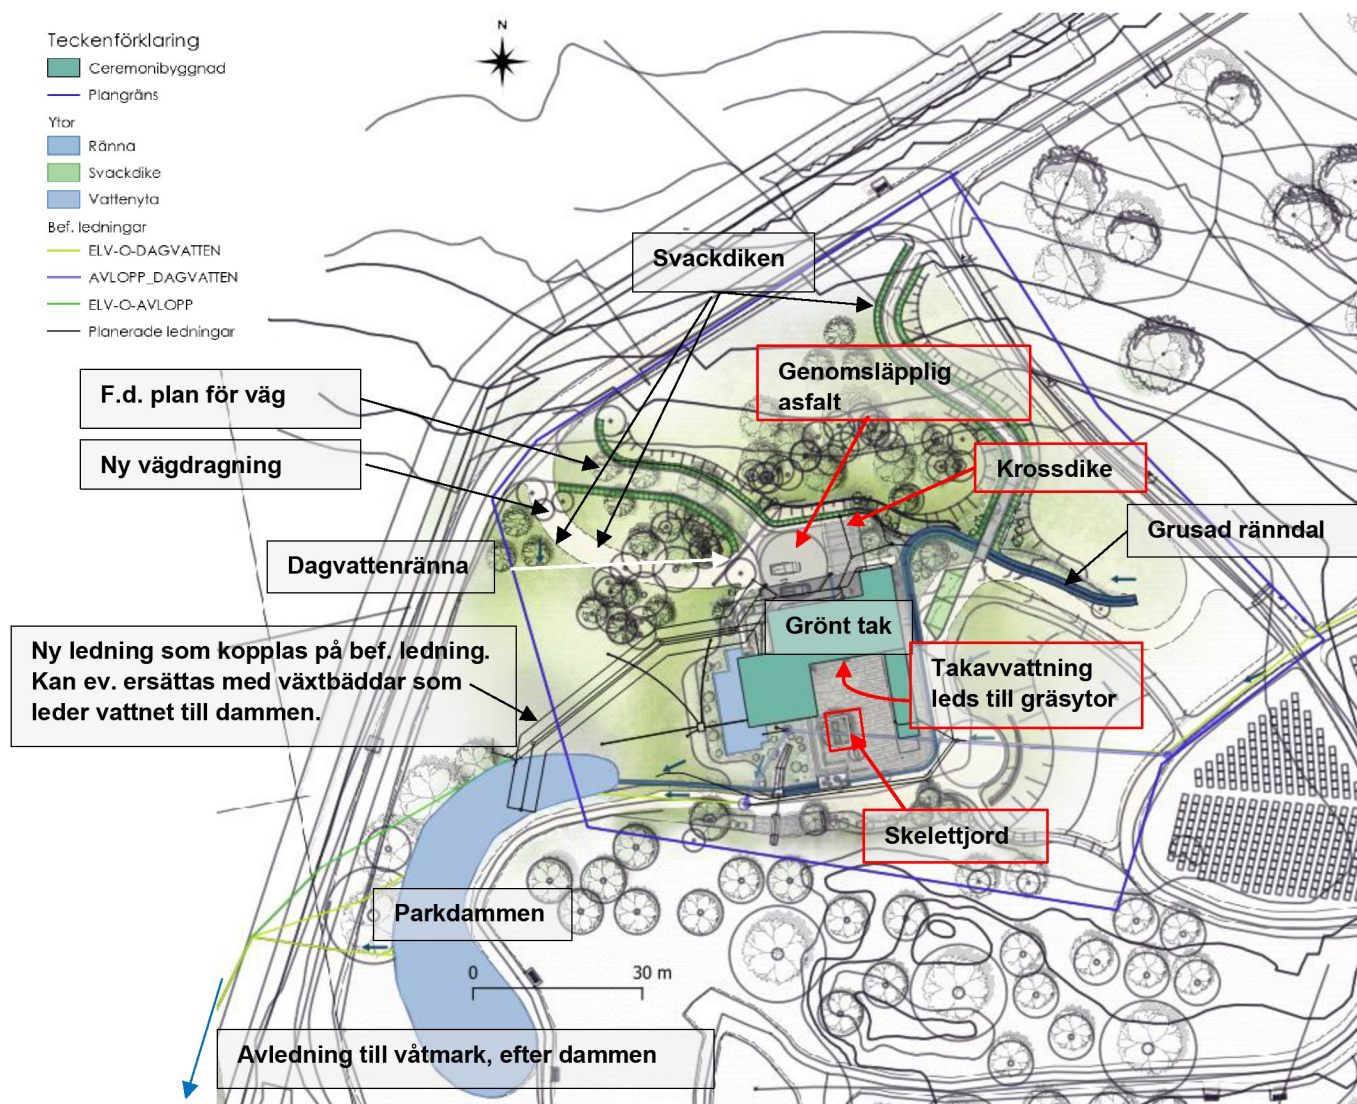 Teckenförklaring
Ceremonibyggnad
Plangräns
Ytor
Ränna
Svackdike
Vattenyta
Bef. ledningar
ELV-O-DAGVATTEN
AVLOPP_DAGVATTEN
ELV-O-AVLOPP
Planerade ledningar
N
Svackdiken
Genomsläpplig
asfalt
F.d. plan för väg
Ny vägdragning
Krossdike
Grusad ränndal
Dagvattenränna
Grönt tak
Ny ledning som kopplas på bef. ledning.
Kan ev. ersättas med växtbäddar som
leder vattnet till dammen.
Takavvattning
leds till gräsytor
Skelettjord
Parkdammen
0 30 m
Avledning till våtmark, efter dammen